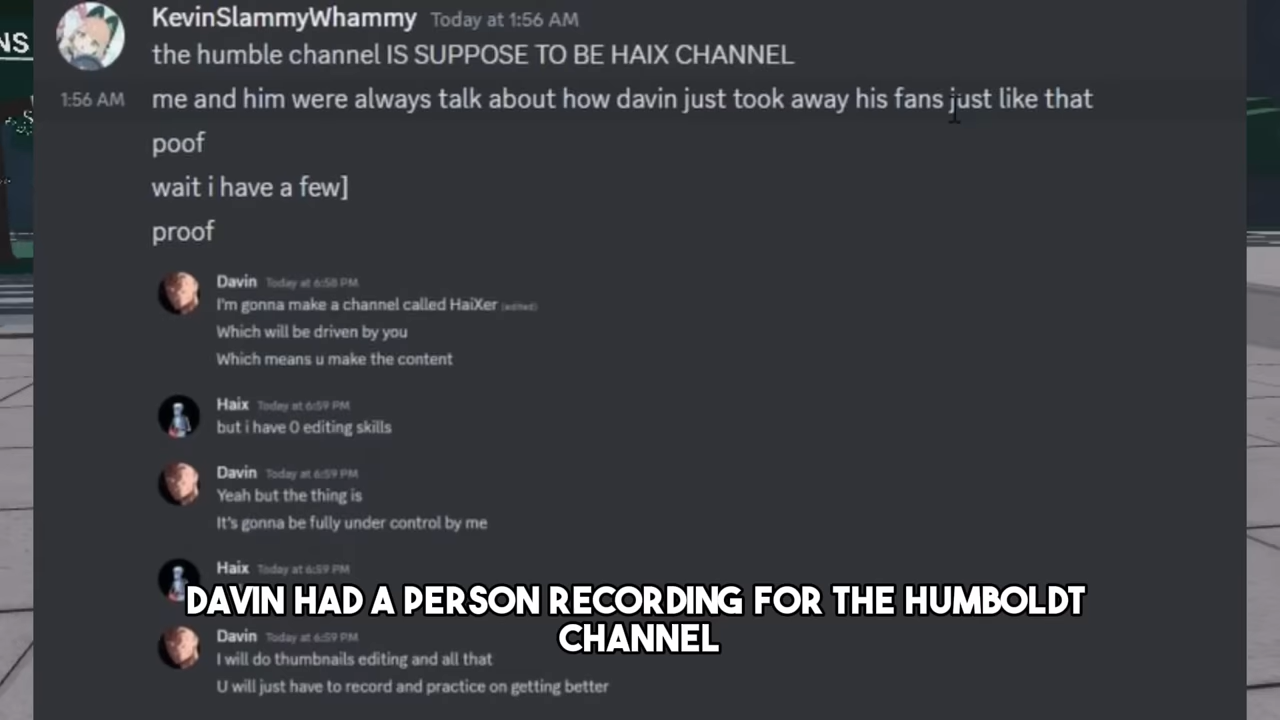 NS
KevinSlammyWhammy Today at 1:56 AM
the humble channel IS SUPPOSE TO BE HAIX CHANNEL
1:56 AM me and him were always talk about how davin just took away his fans just like that
poof
wait i have a few]
proof
Davin Today at 6:58 PM
I'm gonna make a channel called HaiXer (edited)
Which will be driven by you
Which means u make the content
Haix Today at 6:59 PM
but i have 0 editing skills
Davin Today at 6:59 PM
Yeah but the thing is
It's gonna be fully under control by me
Haix Today at 6:59 PM
DAVIN HAD A PERSON RECORDING FOR THE HUMBOLDT
CHANNEL
Davin Today at 6:59 PM
I will do thumbnails editing and all that
U will just have to record and practice on getting better